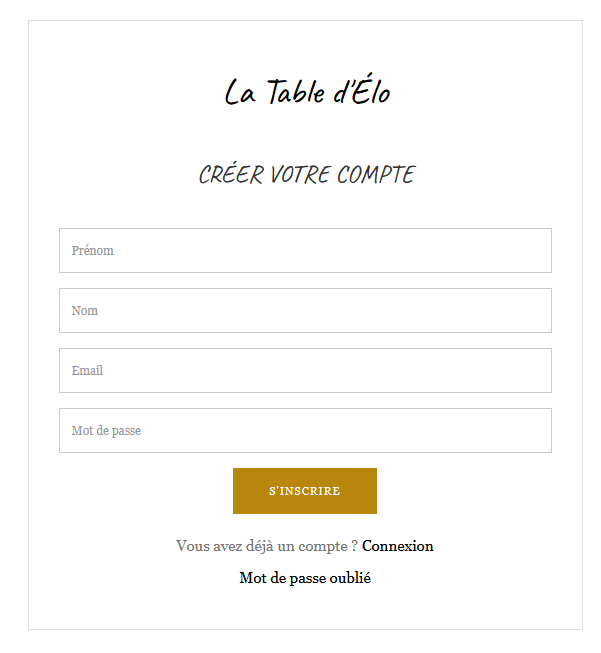 La Table d'Élo
CRÉER VOTRE COMPTE
Prénom
Nom
Email
Mot de passe
S'INSCRIRE
Vous avez déjà un compte ? Connexion
Mot de passe oublié